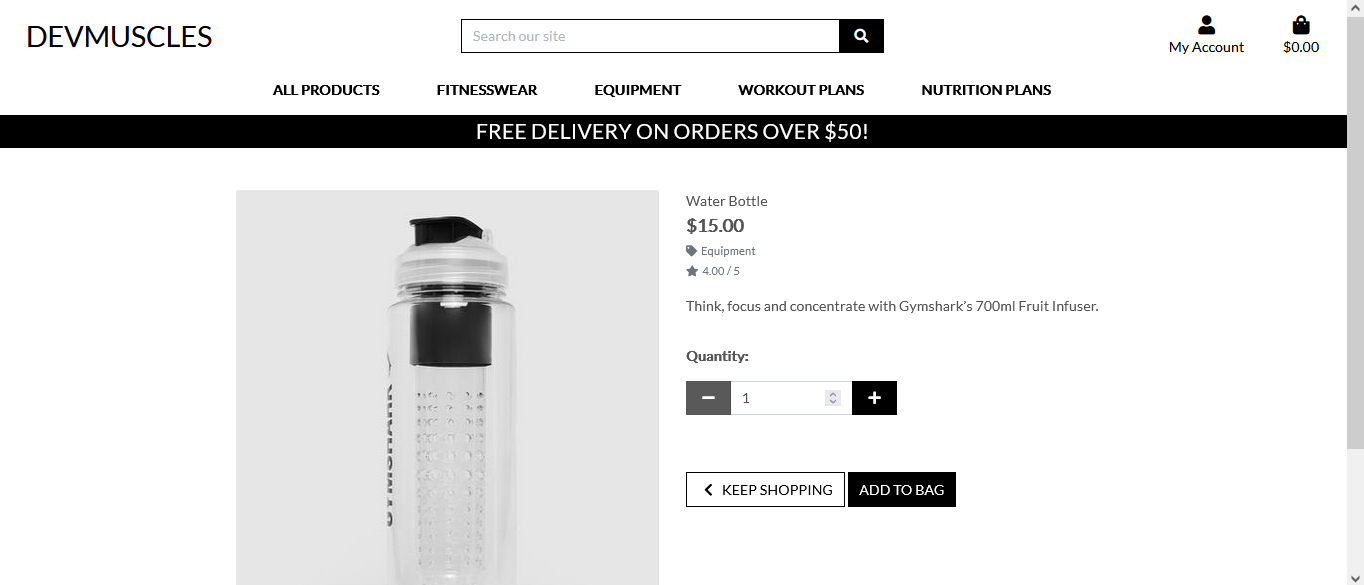 DEVMUSCLES
Search our site
My Account
$0.00
ALL PRODUCTS FITNESSWEAR EQUIPMENT WORKOUT PLANS NUTRITION PLANS
FREE DELIVERY ON ORDERS OVER $50!
GYMSHARK
Water Bottle
$15.00
Equipment
4.00 / 5
Think, focus and concentrate with Gymshark’s 700ml Fruit Infuser.
Quantity:
1
KEEP SHOPPING ADD TO BAG